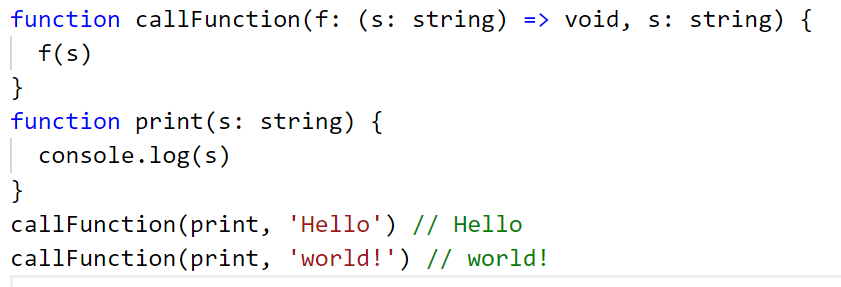 function callFunction(f: (s: string) => void, s: string) {
  f(s)
}
function print(s: string) {
  console.log(s)
}
callFunction(print, 'Hello') // Hello
callFunction(print, 'world!') // world!